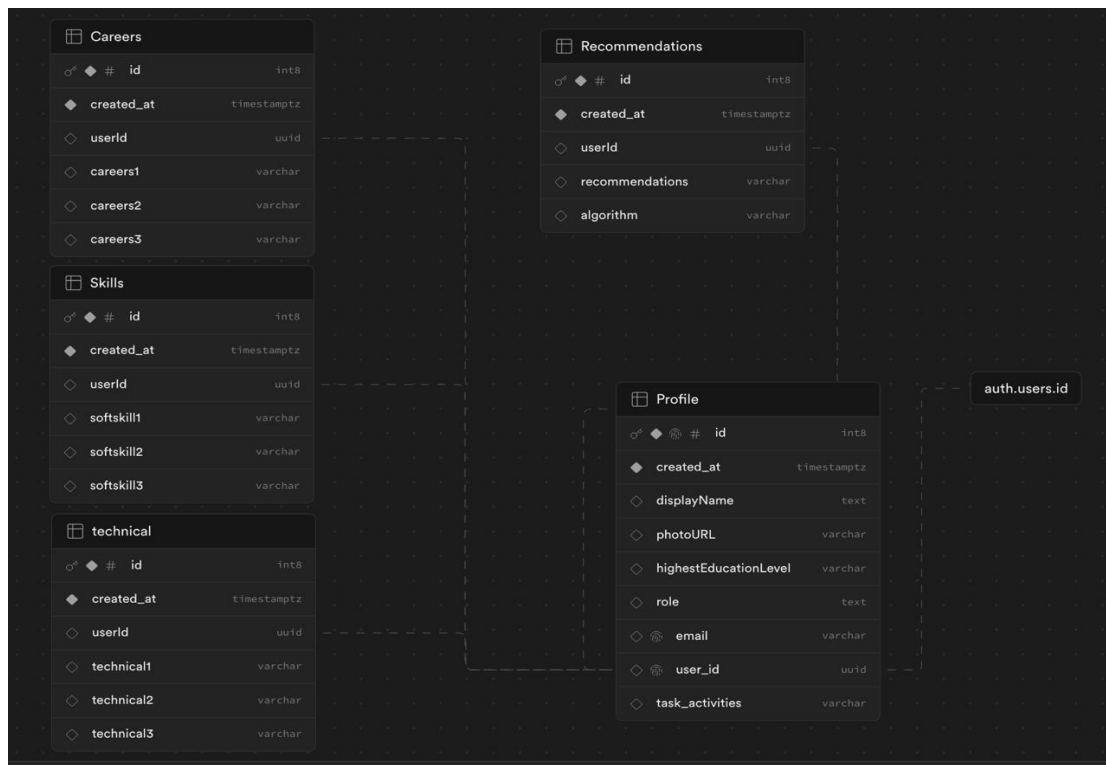 Careers
# id int8
created_at timestamptz
userId uuid
careers1 varchar
careers2 varchar
careers3 varchar
Skills
# id int8
created_at timestamptz
userId uuid
softskill1 varchar
softskill2 varchar
softskill3 varchar
technical
# id int8
created_at timestamptz
userId uuid
technical1 varchar
technical2 varchar
technical3 varchar
Recommendations
# id int8
created_at timestamptz
userId uuid
recommendations varchar
algorithm varchar
Profile
# id int8
created_at timestamptz
displayName text
photoURL varchar
highestEducationLevel varchar
role text
email varchar
user_id uuid
task_activities varchar
auth.users.id